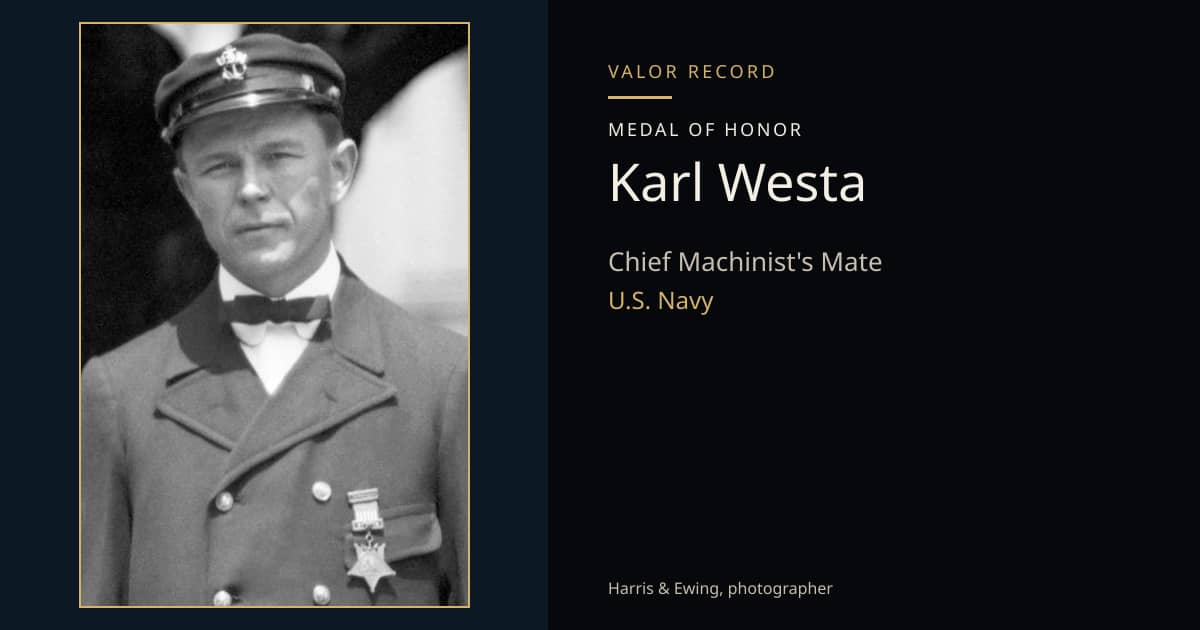 VALOR RECORD
MEDAL OF HONOR
Karl Westa
Chief Machinist's Mate
U.S. Navy
Harris & Ewing, photographer